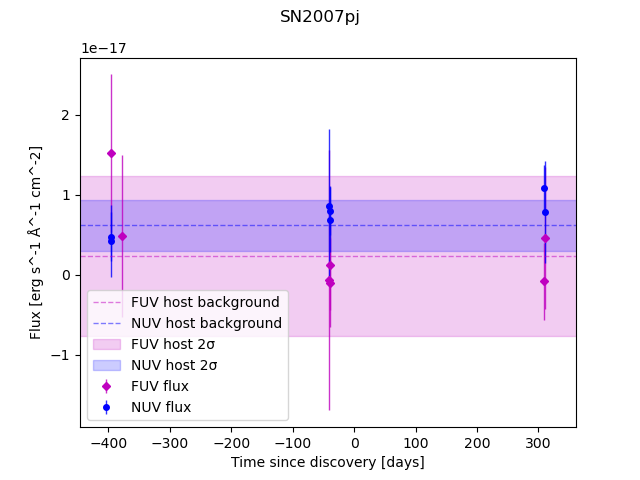 SN2007pj
1e−17
Flux [erg s^-1 Å^-1 cm^-2]
2
1
0
−1
FUV host background
NUV host background
FUV host 2σ
NUV host 2σ
FUV flux
NUV flux
−400
−300
−200
−100
0
100
200
300
Time since discovery [days]